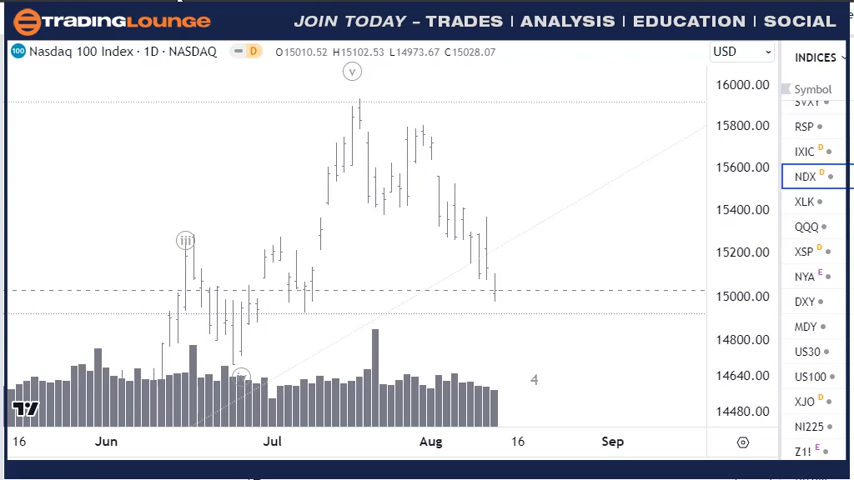 TRADINGLOUNGE JOIN TODAY - TRADES | ANALYSIS | EDUCATION | SOCIAL
100 Nasdaq 100 Index · 1D · NASDAQ D O15010.52 H15102.53 L14973.67 C15028.07
USD
INDICES
Symbol
SVXY
RSP
IXIC D
NDX D
XLK
QQQ
XSP D
NYA E
DXY
MDY
US30
US100
XJO D
NI225
Z1! E
v
iii
4
16000.00
15800.00
15600.00
15400.00
15200.00
15000.00
14800.00
14640.00
14480.00
16 Jun Jul Aug 16 Sep